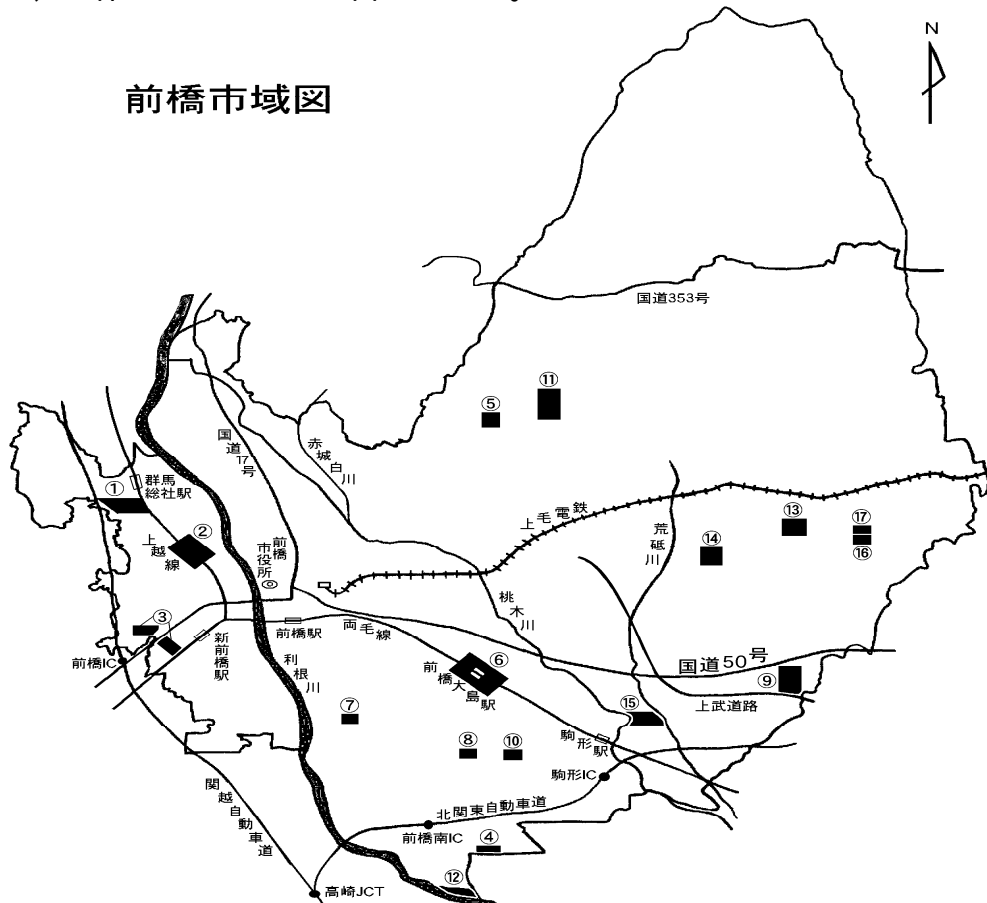 前橋市域図
N
国道353号
⑪
⑤
赤城白川
国道17号
群馬
総社駅
①
②
上越線
上毛電鉄
荒砥川
⑬
⑰
⑯
⑭
前橋
市役所
③
新前橋駅
前橋IC
前橋駅
両毛線
桃木川
利根川
前橋大島駅
⑥
国道50号
⑨
上武道路
⑦
⑮
⑧
⑩
駒形駅
駒形IC
関越自動車道
北関東自動車道
前橋南IC
④
⑫
高崎JCT